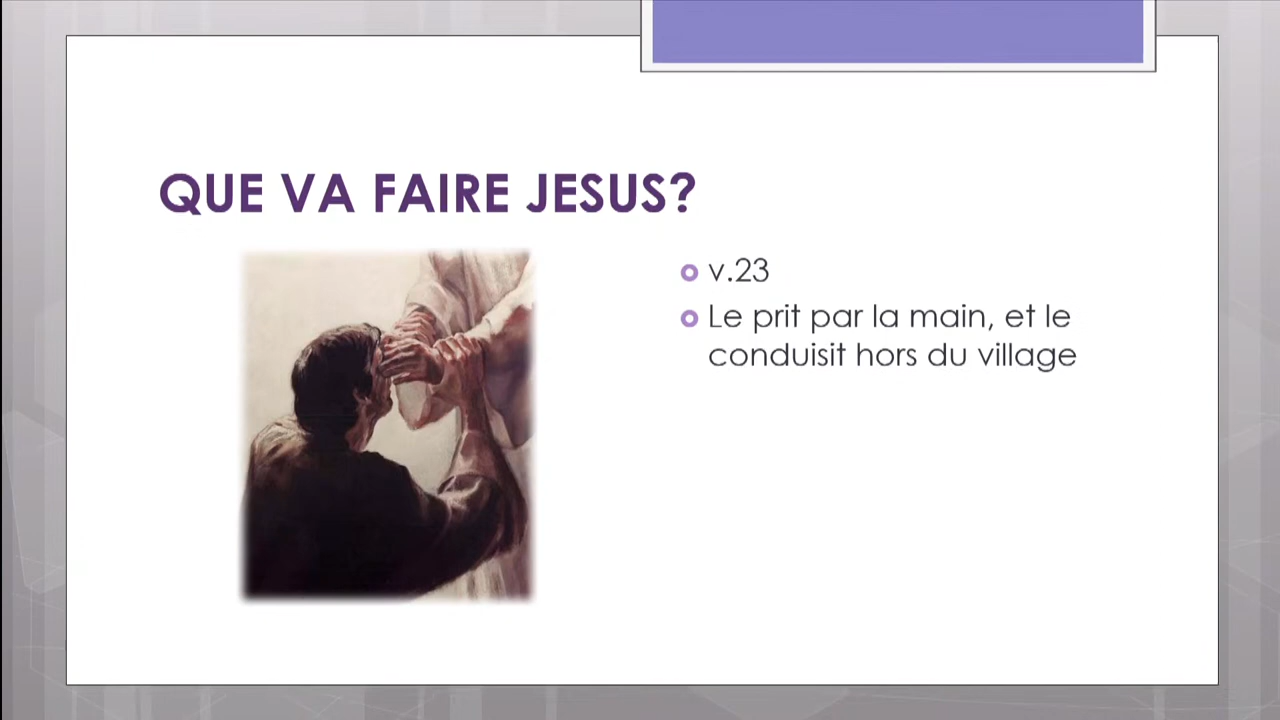 QUE VA FAIRE JESUS?
v.23
Le prit par la main, et le
conduisit hors du village